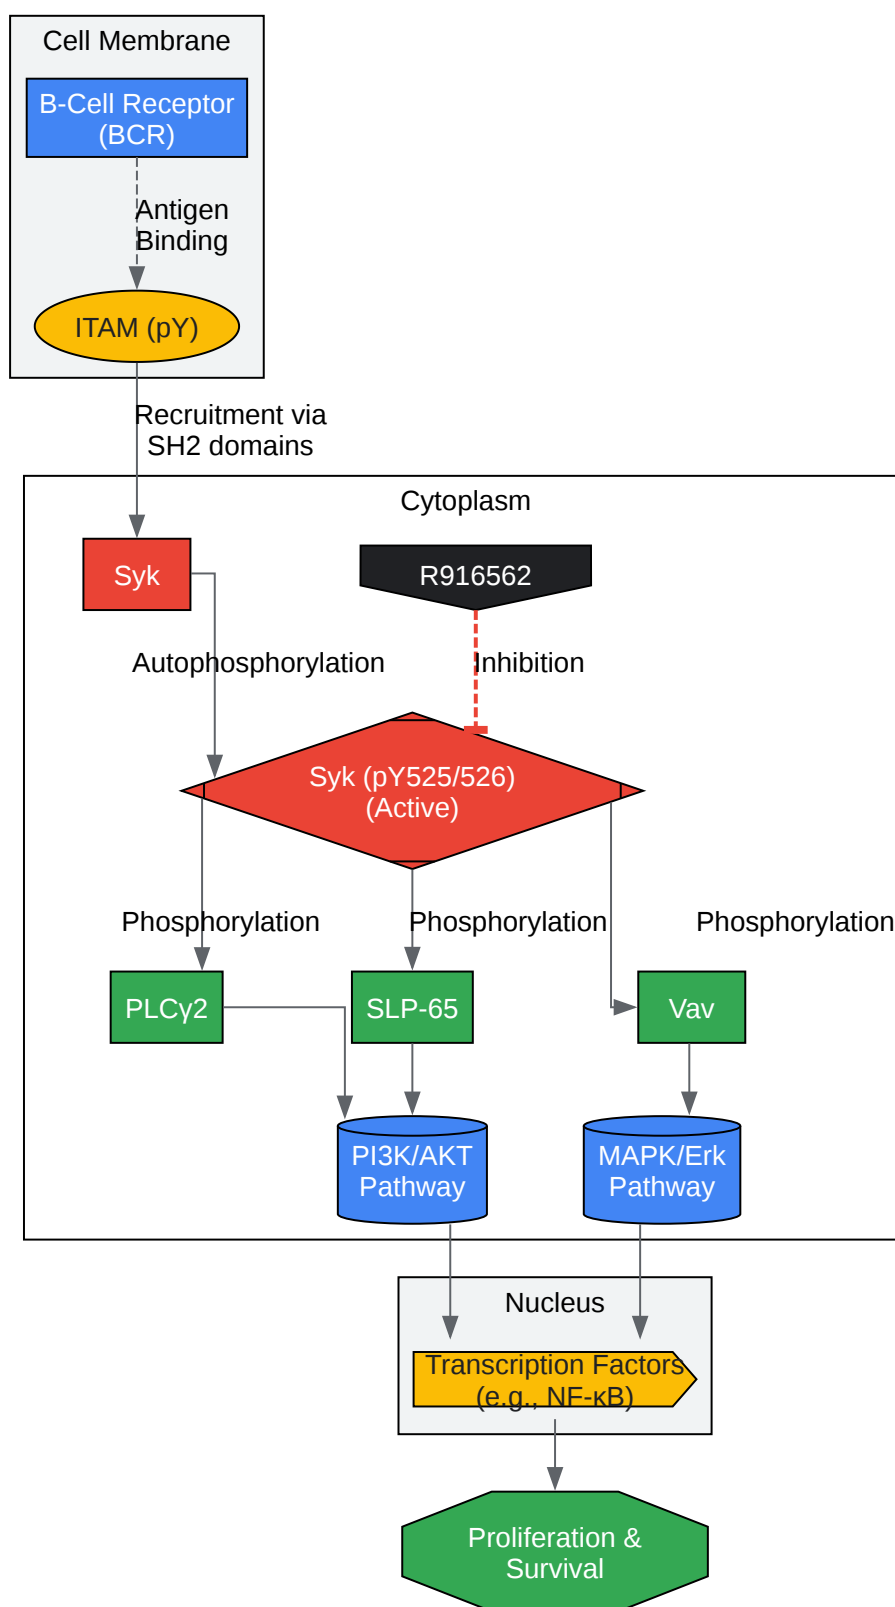 Cell Membrane
B-Cell Receptor
(BCR)
Antigen
Binding
ITAM (pY)
Recruitment via
SH2 domains
Cytoplasm
Syk
R916562
Autophosphorylation
Inhibition
Syk (pY525/526)
(Active)
Phosphorylation
Phosphorylation
Phosphorylation
PLCγ2
SLP-65
Vav
PI3K/AKT
Pathway
MAPK/Erk
Pathway
Nucleus
Transcription Factors
(e.g., NF-κB)
Proliferation &
Survival